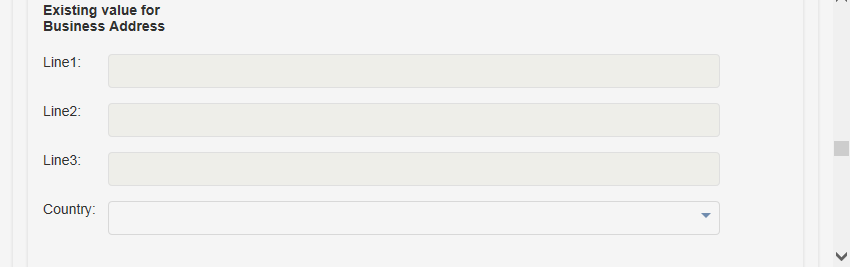 Existing value for
Business Address
Line1:
Line2:
Line3:
Country: